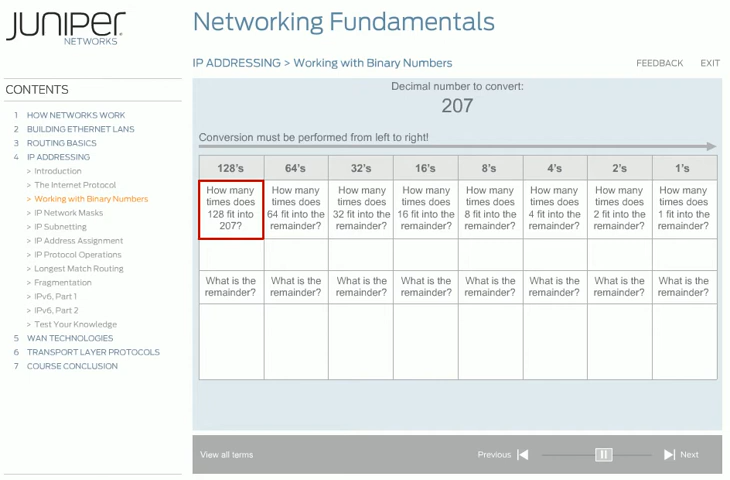 JUNIPER
NETWORKS
Networking Fundamentals
IP ADDRESSING > Working with Binary Numbers
FEEDBACK EXIT
CONTENTS
1 HOW NETWORKS WORK
2 BUILDING ETHERNET LANS
3 ROUTING BASICS
4 IP ADDRESSING
> Introduction
> The Internet Protocol
> Working with Binary Numbers
> IP Network Masks
> IP Subnetting
> IP Address Assignment
> IP Protocol Operations
> Longest Match Routing
> Fragmentation
> IPv6, Part 1
> IPv6, Part 2
> Test Your Knowledge
5 WAN TECHNOLOGIES
6 TRANSPORT LAYER PROTOCOLS
7 COURSE CONCLUSION
Decimal number to convert:
207
Conversion must be performed from left to right!
128's 64's 32's 16's 8's 4's 2's 1's
How many How many How many How many How many How many How many How many
times does times does times does times does times does times does times does times does
128 fit into 64 fit into the 32 fit into the 16 fit into the 8 fit into the 4 fit into the 2 fit into the 1 fit into the
207? remainder? remainder? remainder? remainder? remainder? remainder? remainder?
What is the What is the What is the What is the What is the What is the What is the What is the
remainder? remainder? remainder? remainder? remainder? remainder? remainder? remainder?
View all terms
Previous Next